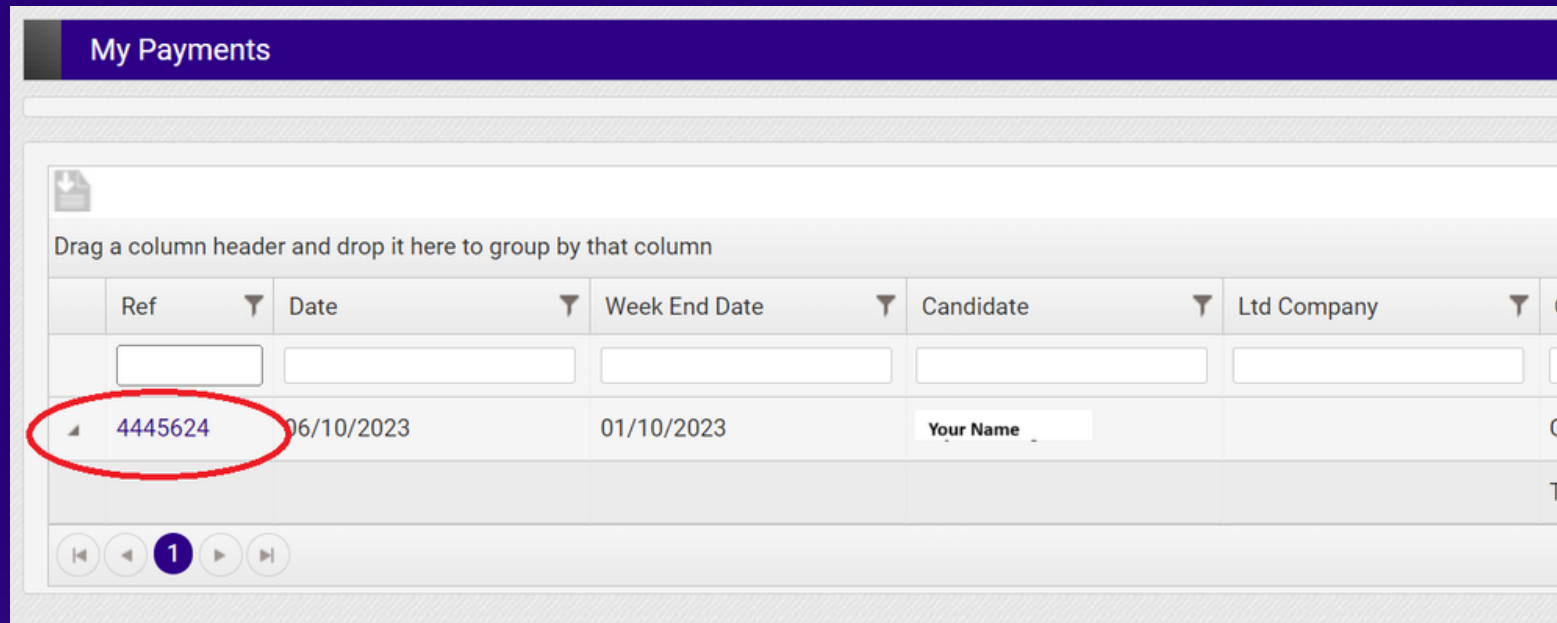 My Payments
Drag a column header and drop it here to group by that column
Ref Date Week End Date Candidate Ltd Company
4445624 06/10/2023 01/10/2023 Your Name
1